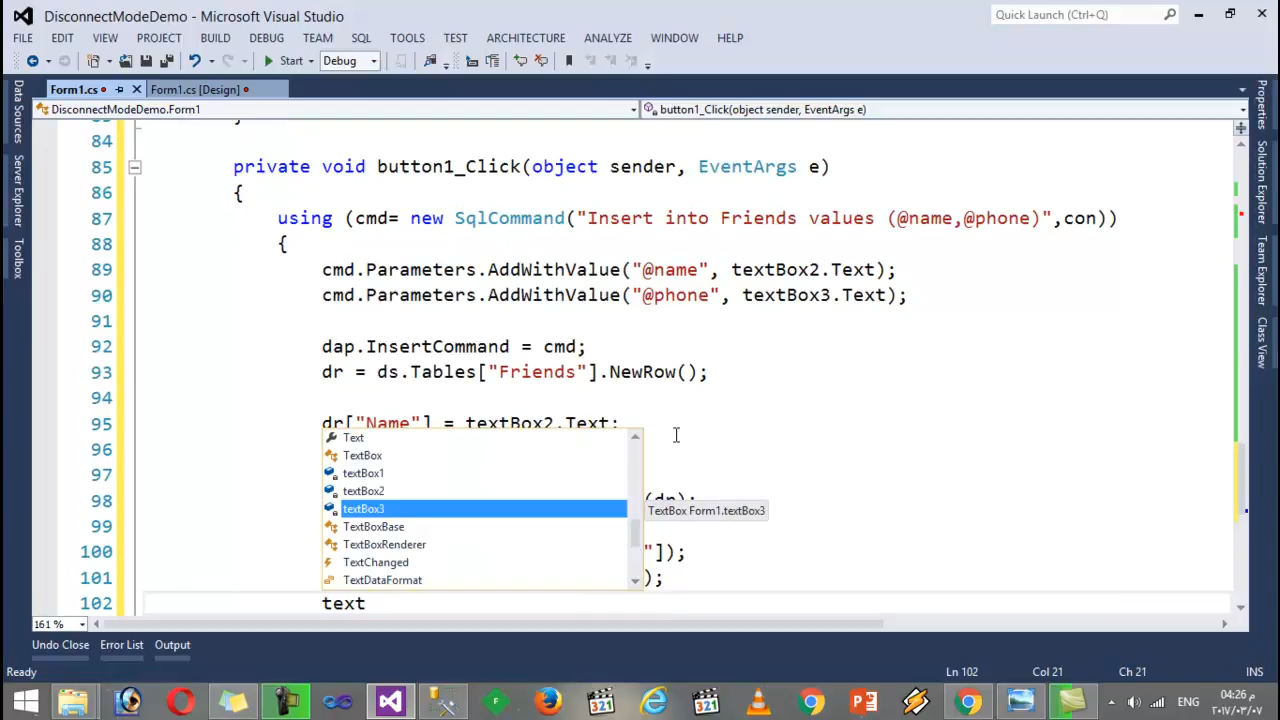 DisconnectModeDemo - Microsoft Visual Studio
Quick Launch (Ctrl+Q)
FILE EDIT VIEW PROJECT BUILD DEBUG TEAM SQL TOOLS TEST ARCHITECTURE ANALYZE WINDOW HELP
Start Debug
Form1.cs Form1.cs [Design]
DisconnectModeDemo.Form1 button1_Click(object sender, EventArgs e)
Data Sources
Server Explorer
Toolbox
Properties
Solution Explorer
Team Explorer
Class View
84
85 private void button1_Click(object sender, EventArgs e)
86 {
87 using (cmd= new SqlCommand("Insert into Friends values (@name,@phone)",con))
88 {
89 cmd.Parameters.AddWithValue("@name", textBox2.Text);
90 cmd.Parameters.AddWithValue("@phone", textBox3.Text);
91
92 dap.InsertCommand = cmd;
93 dr = ds.Tables["Friends"].NewRow();
94
95 dr["Name"] = textBox2.Text;
96
97
98 (dr);
99
100 "]);
101 );
102 text
Text
TextBox
textBox1
textBox2
textBox3 TextBox Form1.textBox3
TextBoxBase
TextBoxRenderer
TextChanged
TextDataFormat
161 %
Undo Close Error List Output
Ready Ln 102 Col 21 Ch 21 INS
ENG 04:26 م
٢٠١٧/٠٣/٠٧